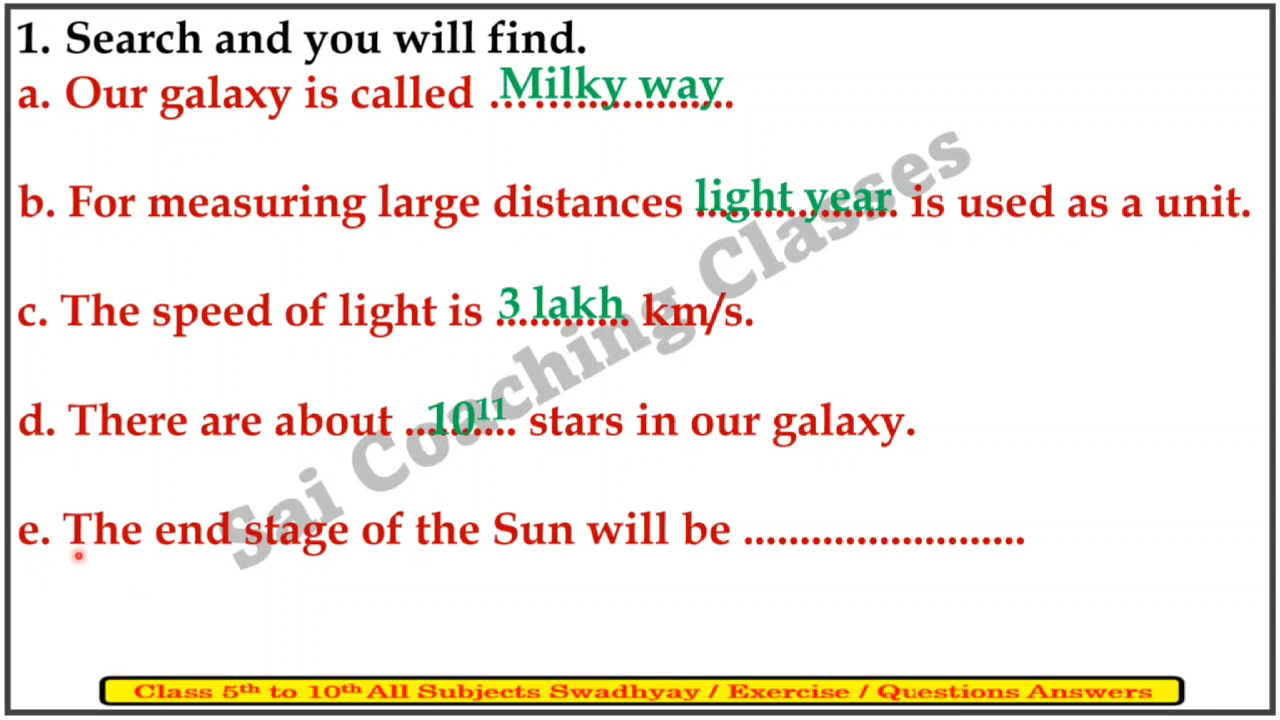 1. Search and you will find.
a. Our galaxy is called ...Milky way...
b. For measuring large distances light year is used as a unit.
c. The speed of light is 3 lakh km/s.
d. There are about ...10¹¹... stars in our galaxy.
e. The end stage of the Sun will be .........................
Sai Coaching Classes
Class 5th to 10th All Subjects Swadhyay / Exercise / Questions Answers